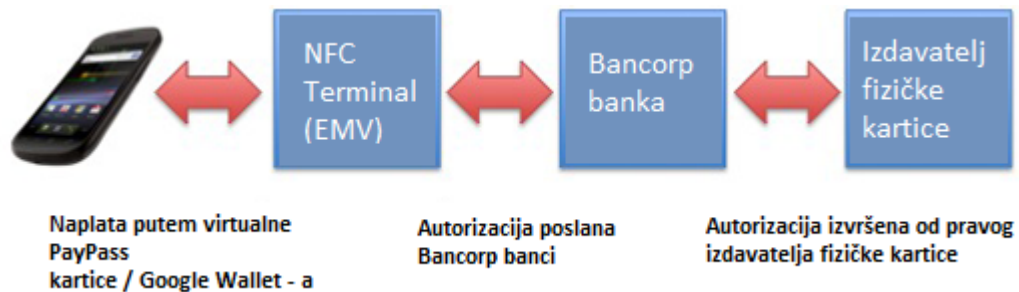 NFC
Terminal
(EMV)
Bancorp
banka
Izdavatelj
fizičke
kartice
Naplata putem virtualne
PayPass
kartice / Google Wallet - a
Autorizacija poslana
Bancorp banci
Autorizacija izvršena od pravog
izdavatelja fizičke kartice